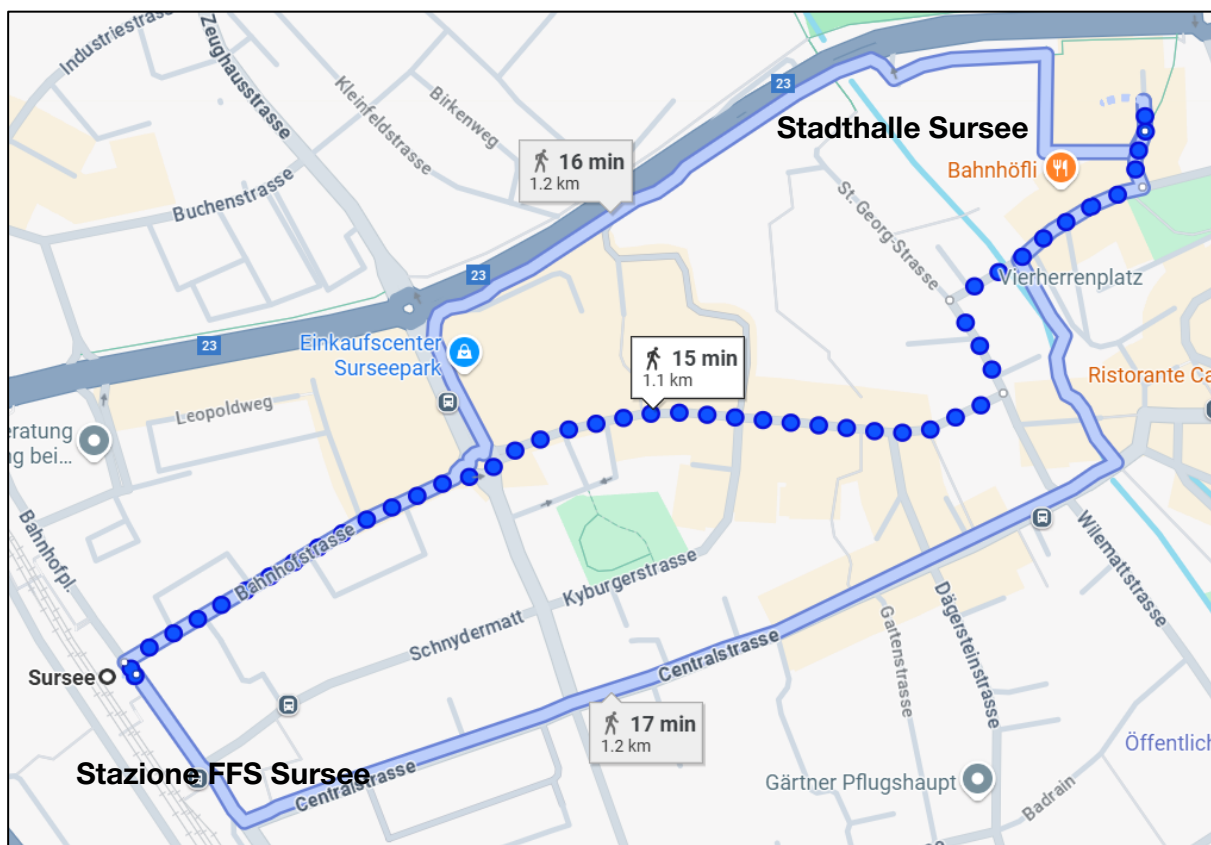 Industriestra
Zeughausstrasse
Kleinfeldstrasse
Birkenweg
23
Stadthalle Sursee
16 min
1.2 km
Bahnhöfli
Buchenstrasse
St. Georg-Strasse
23
Vierherrenplatz
23
Einkaufscenter
Surseepark
15 min
1.1 km
Ristorante Ca
Leopoldweg
eratung
ng bei...
Bahnhofpl.
Bahnhofstrasse
Wilemattstrasse
Kyburgerstrasse
Schnydermatt
Dägersteinstrasse
Gartenstrasse
Centralstrasse
Sursee
17 min
1.2 km
Öffentlich
Stazione FFS Sursee
Centralstrasse
Gärtner Pflugshaupt
Badrain